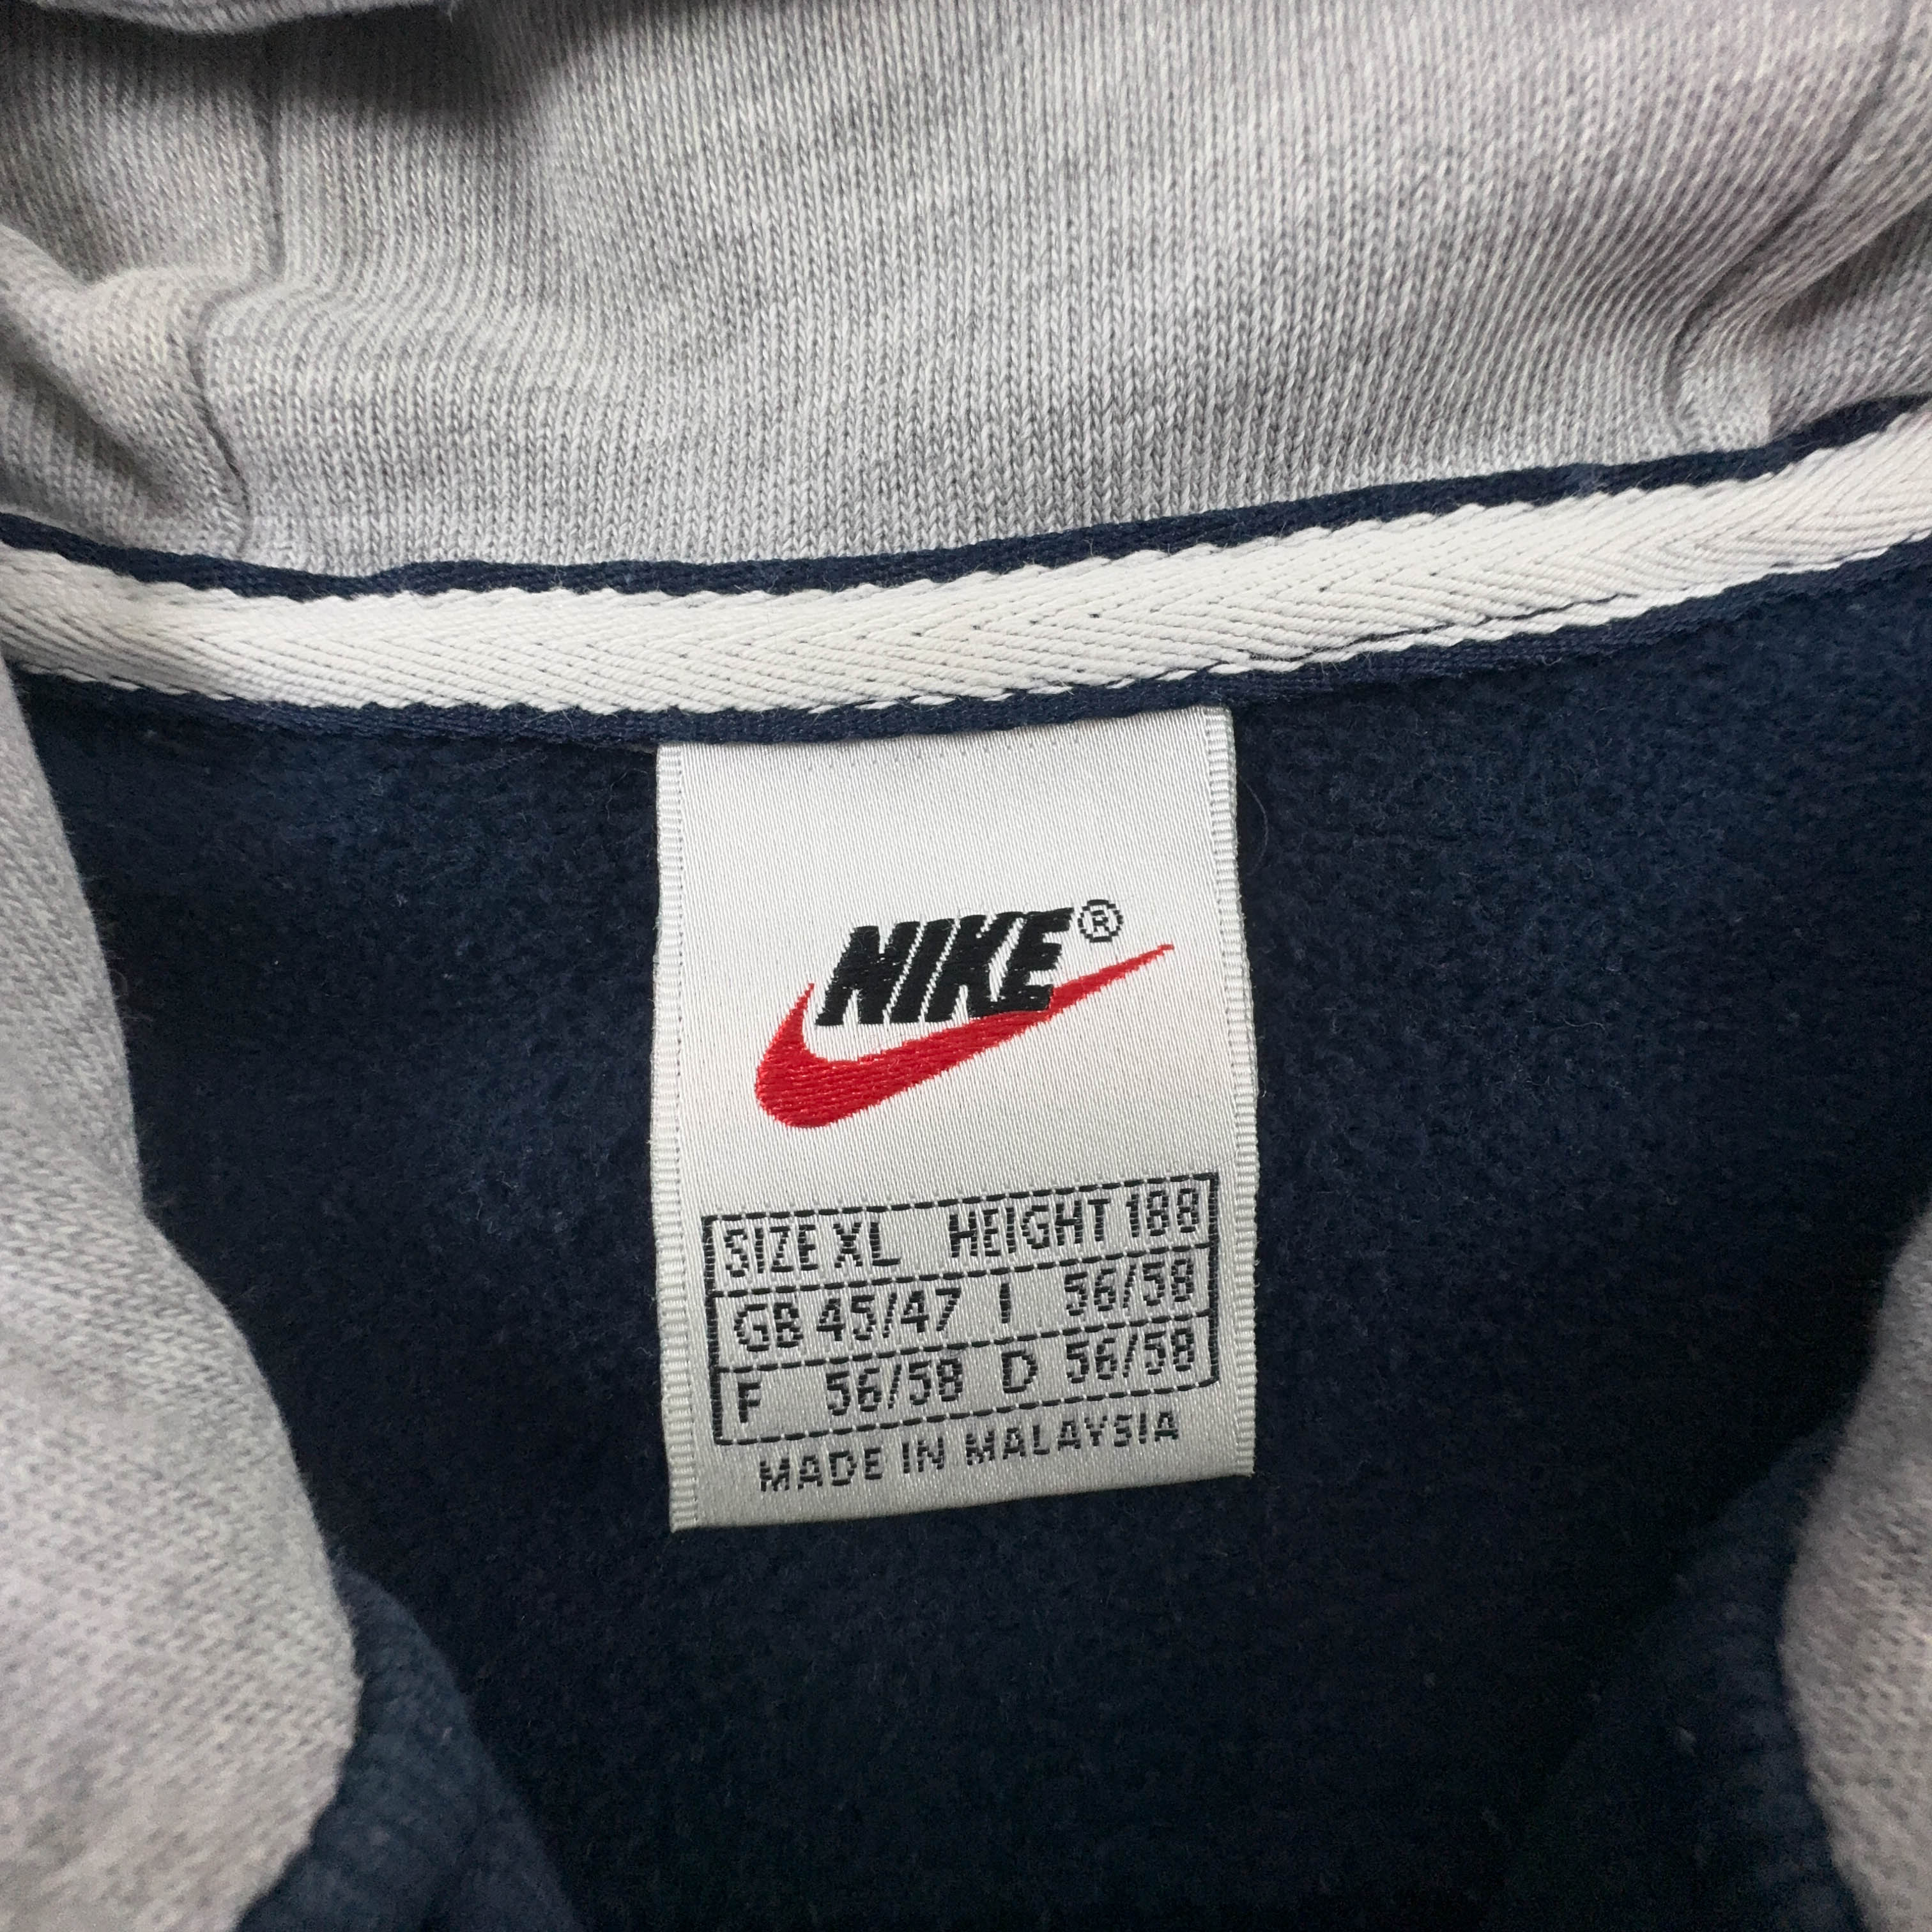 NIKE®
SIZE XL HEIGHT 188
GB 45/47 I 56/58
F 56/58 D 56/58
MADE IN MALAYSIA